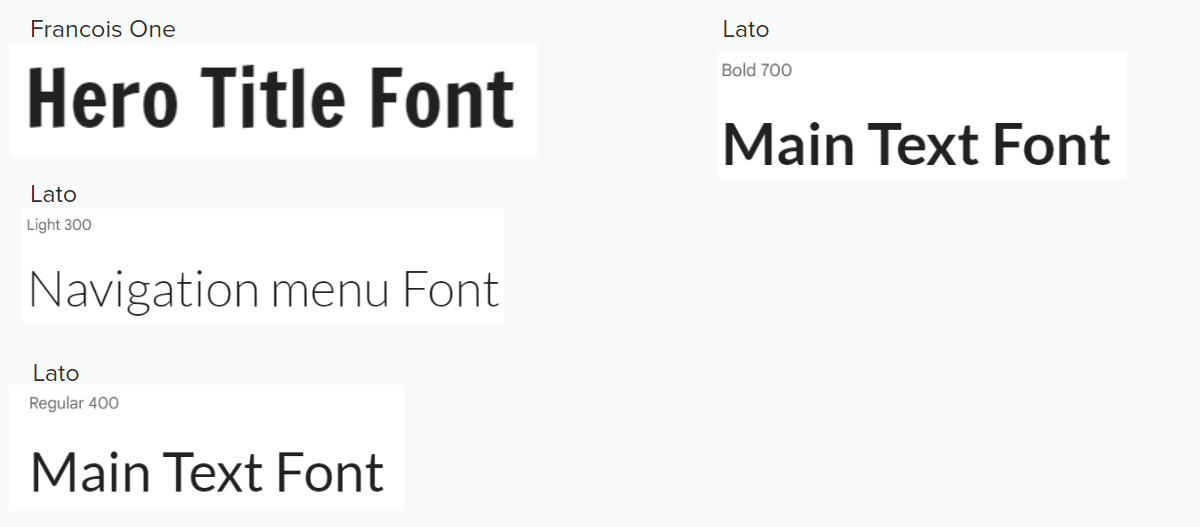 Francois One
Hero Title Font
Lato
Light 300
Navigation menu Font
Lato
Regular 400
Main Text Font
Lato
Bold 700
Main Text Font